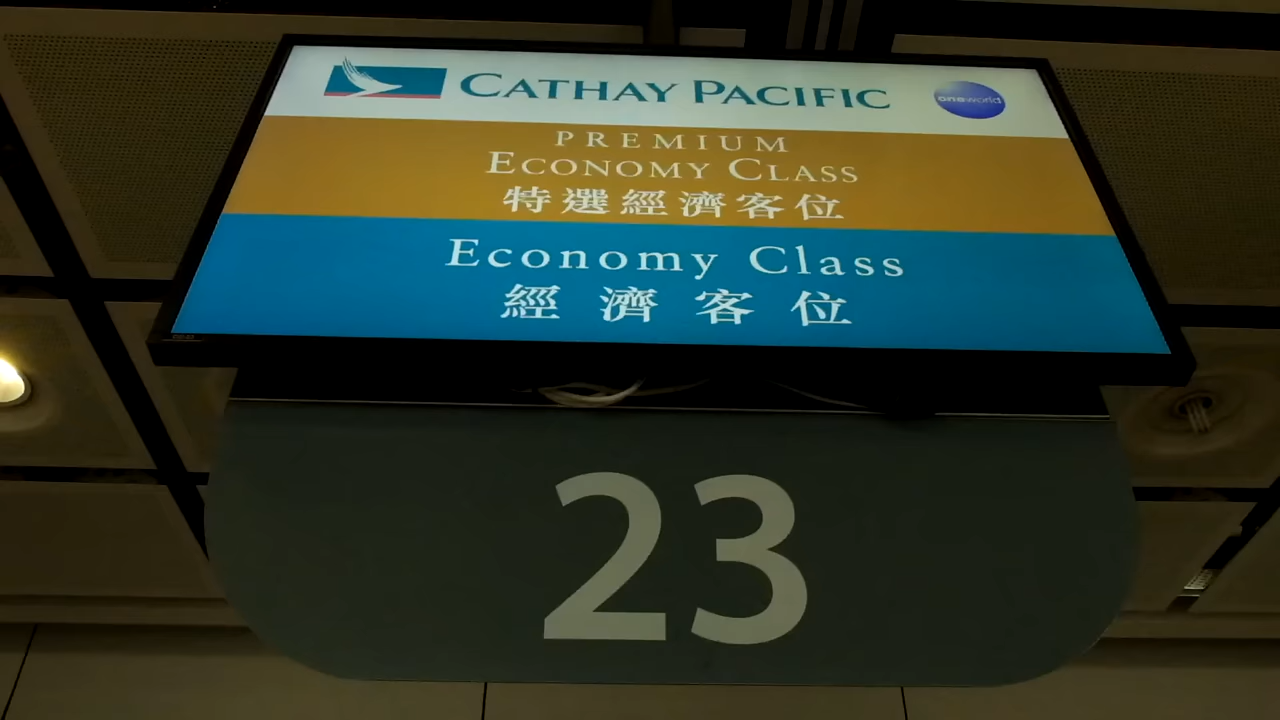 CATHAY PACIFIC
oneworld
PREMIUM
ECONOMY CLASS
特選經濟客位
Economy Class
經濟客位
23